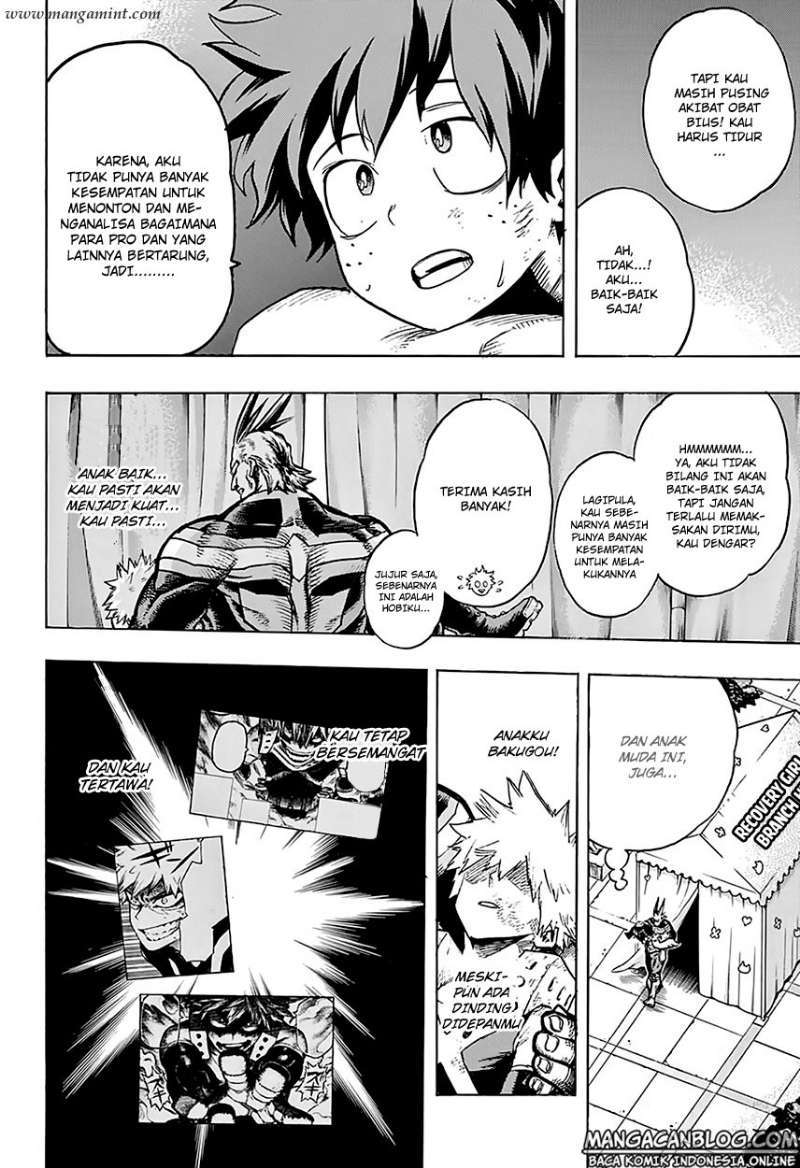 www.mangamint.com
TAPI KAU
MASIH PUSING
AKIBAT OBAT
BIUS! KAU
HARUS TIDUR
...
AH,
TIDAK...!
AKU...
BAIK-BAIK
SAJA!
KARENA, AKU
TIDAK PUNYA BANYAK
KESEMPATAN UNTUK
MENONTON DAN ME-
NGANALISA BAGAIMANA
PARA PRO DAN YANG
LAINNYA BERTARUNG,
JADI.........
HMMMMMM...
YA, AKU TIDAK
BILANG INI AKAN
BAIK-BAIK SAJA,
TAPI JANGAN
TERLALU MEMAK-
SAKAN DIRIMU,
KAU DENGAR?
LAGIPULA,
KAU SEBE-
NARNYA MASIH
PUNYA BANYAK
KESEMPATAN
UNTUK MELA-
KUKANNYA
TERIMA KASIH
BANYAK!
JUJUR SAJA,
SEBENARNYA
INI ADALAH
HOBIKU...
ANAK BAIK...
KAU PASTI AKAN
MENJADI KUAT...
KAU PASTI...
DAN ANAK
MUDA INI,
JUGA...
RECOVERY GIRL
BRANCH
ANAKKU
BAKUGOU!
MESKI-
PUN ADA
DINDING
DIDEPANMU
KAU TETAP
BERSEMANGAT
DAN KAU
TERTAWA!
MANGACANBLOG.COM
BACA KOMIK INDONESIA ONLINE